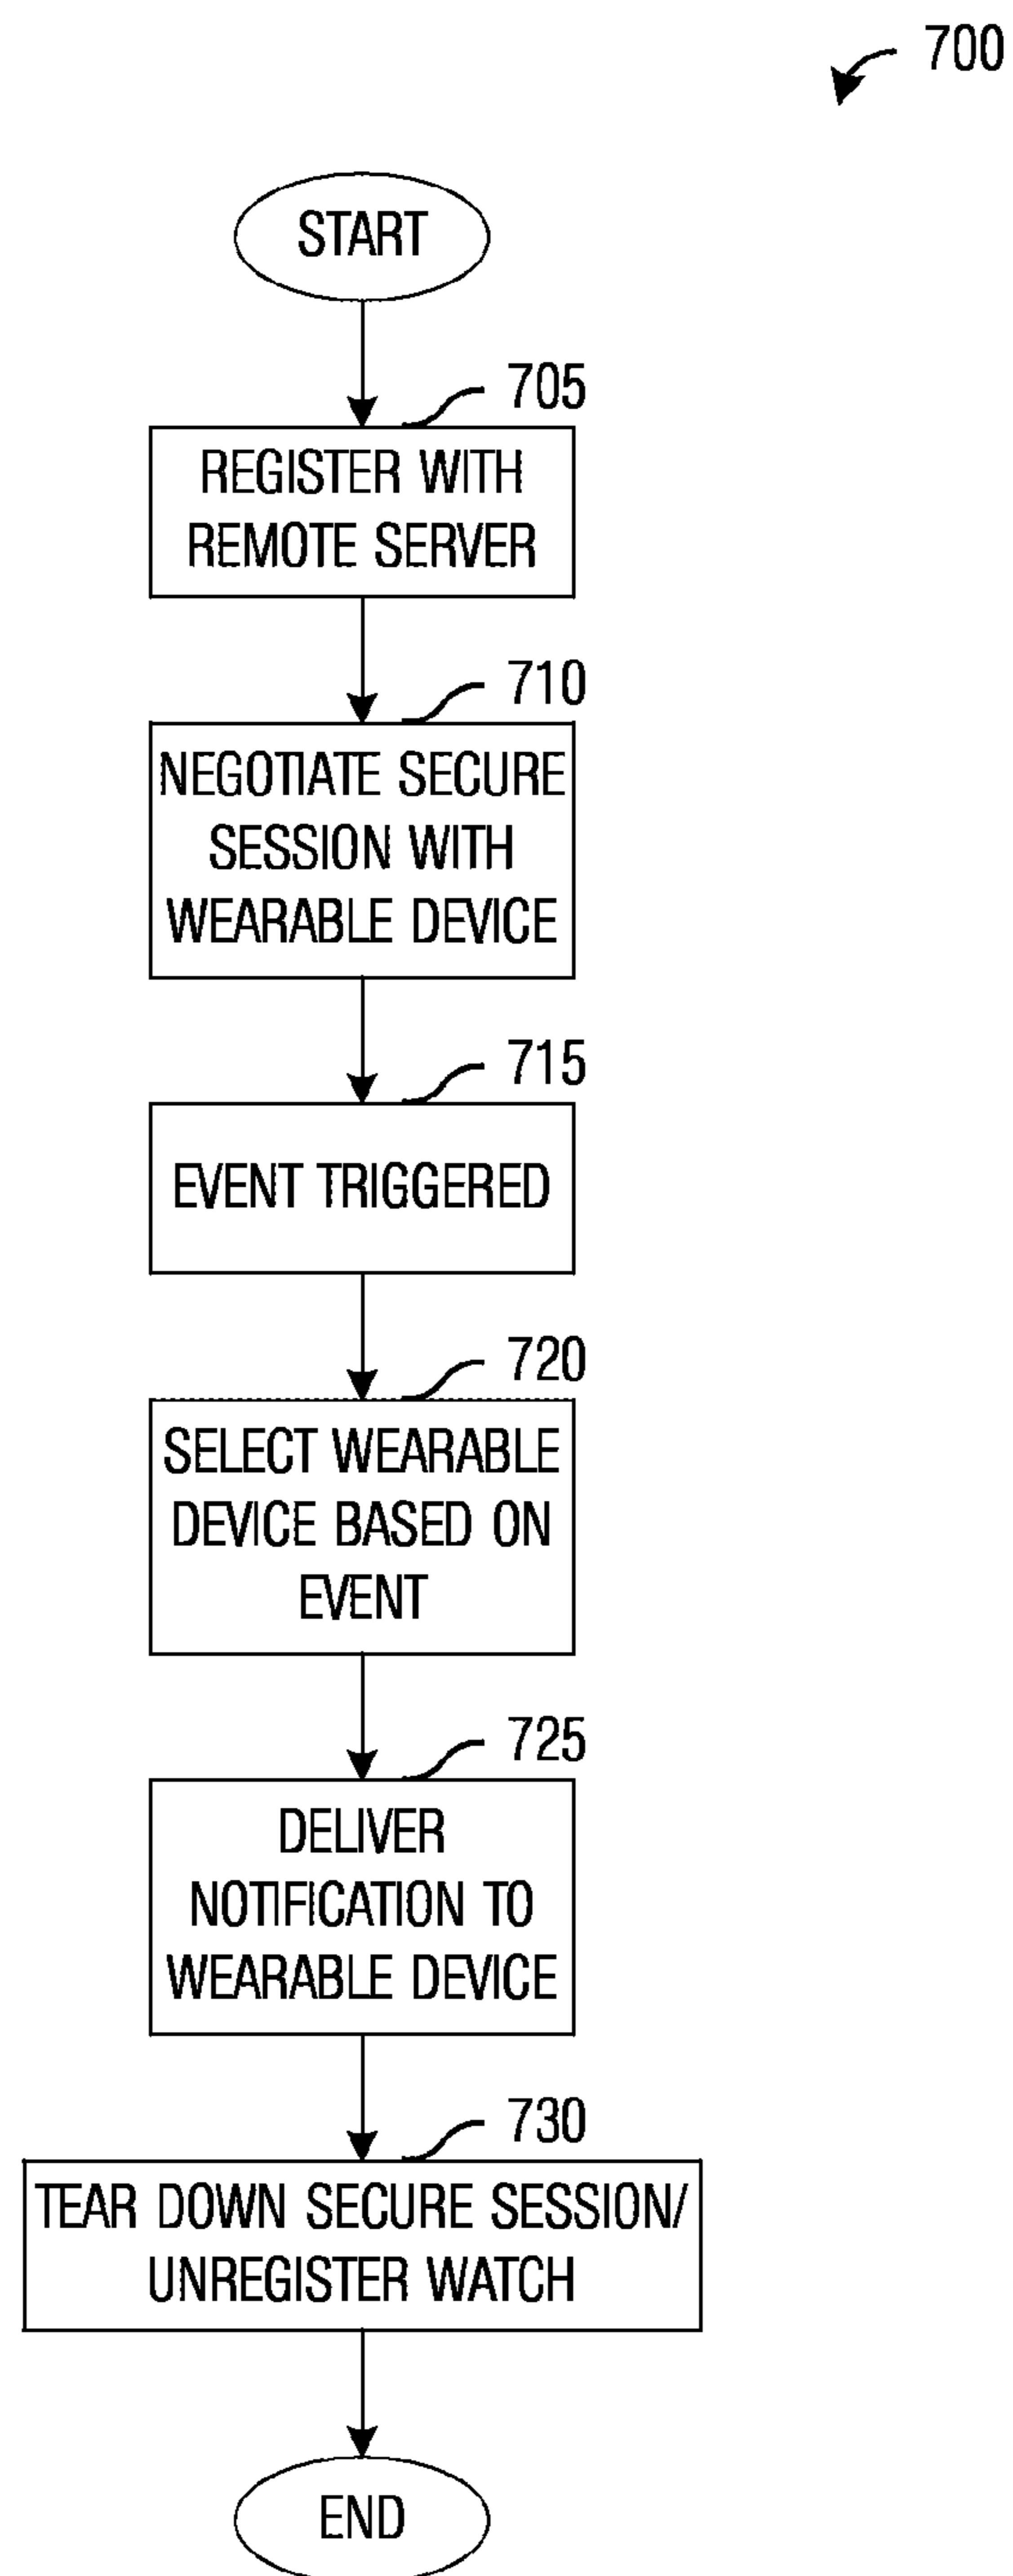 700
START
705
REGISTER WITH
REMOTE SERVER
710
NEGOTIATE SECURE
SESSION WITH
WEARABLE DEVICE
715
EVENT TRIGGERED
720
SELECT WEARABLE
DEVICE BASED ON
EVENT
725
DELIVER
NOTIFICATION TO
WEARABLE DEVICE
730
TEAR DOWN SECURE SESSION/
UNREGISTER WATCH
END